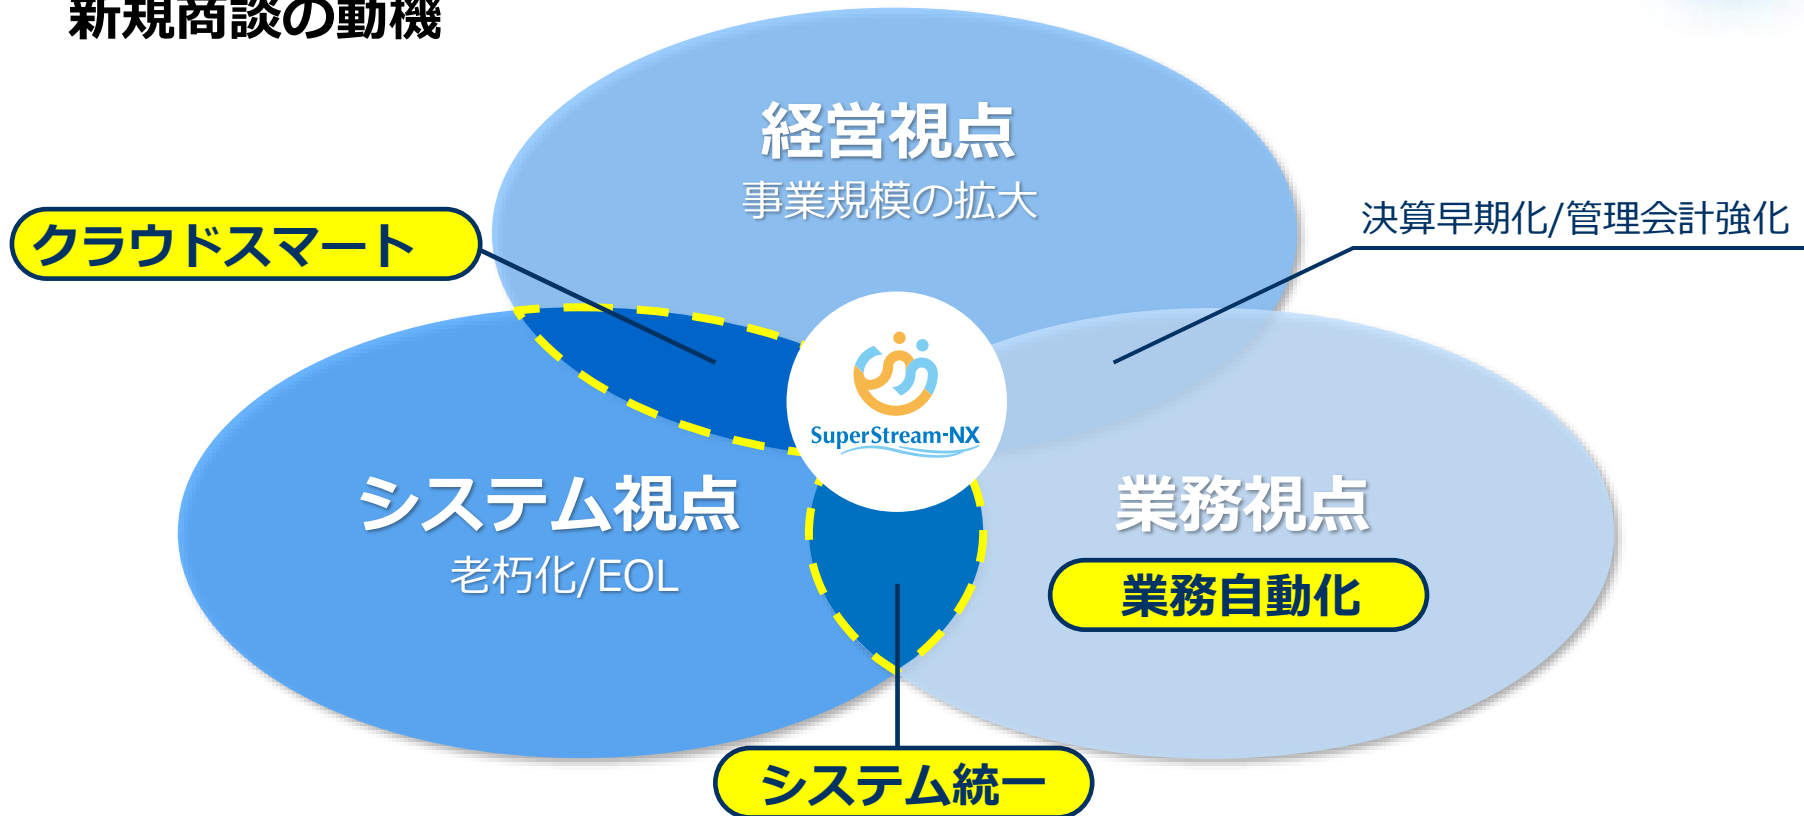 新規商談の動機
経営視点
事業規模の拡大
クラウドスマート
決算早期化/管理会計強化
SuperStream-NX
システム視点
老朽化/EOL
業務視点
業務自動化
システム統一